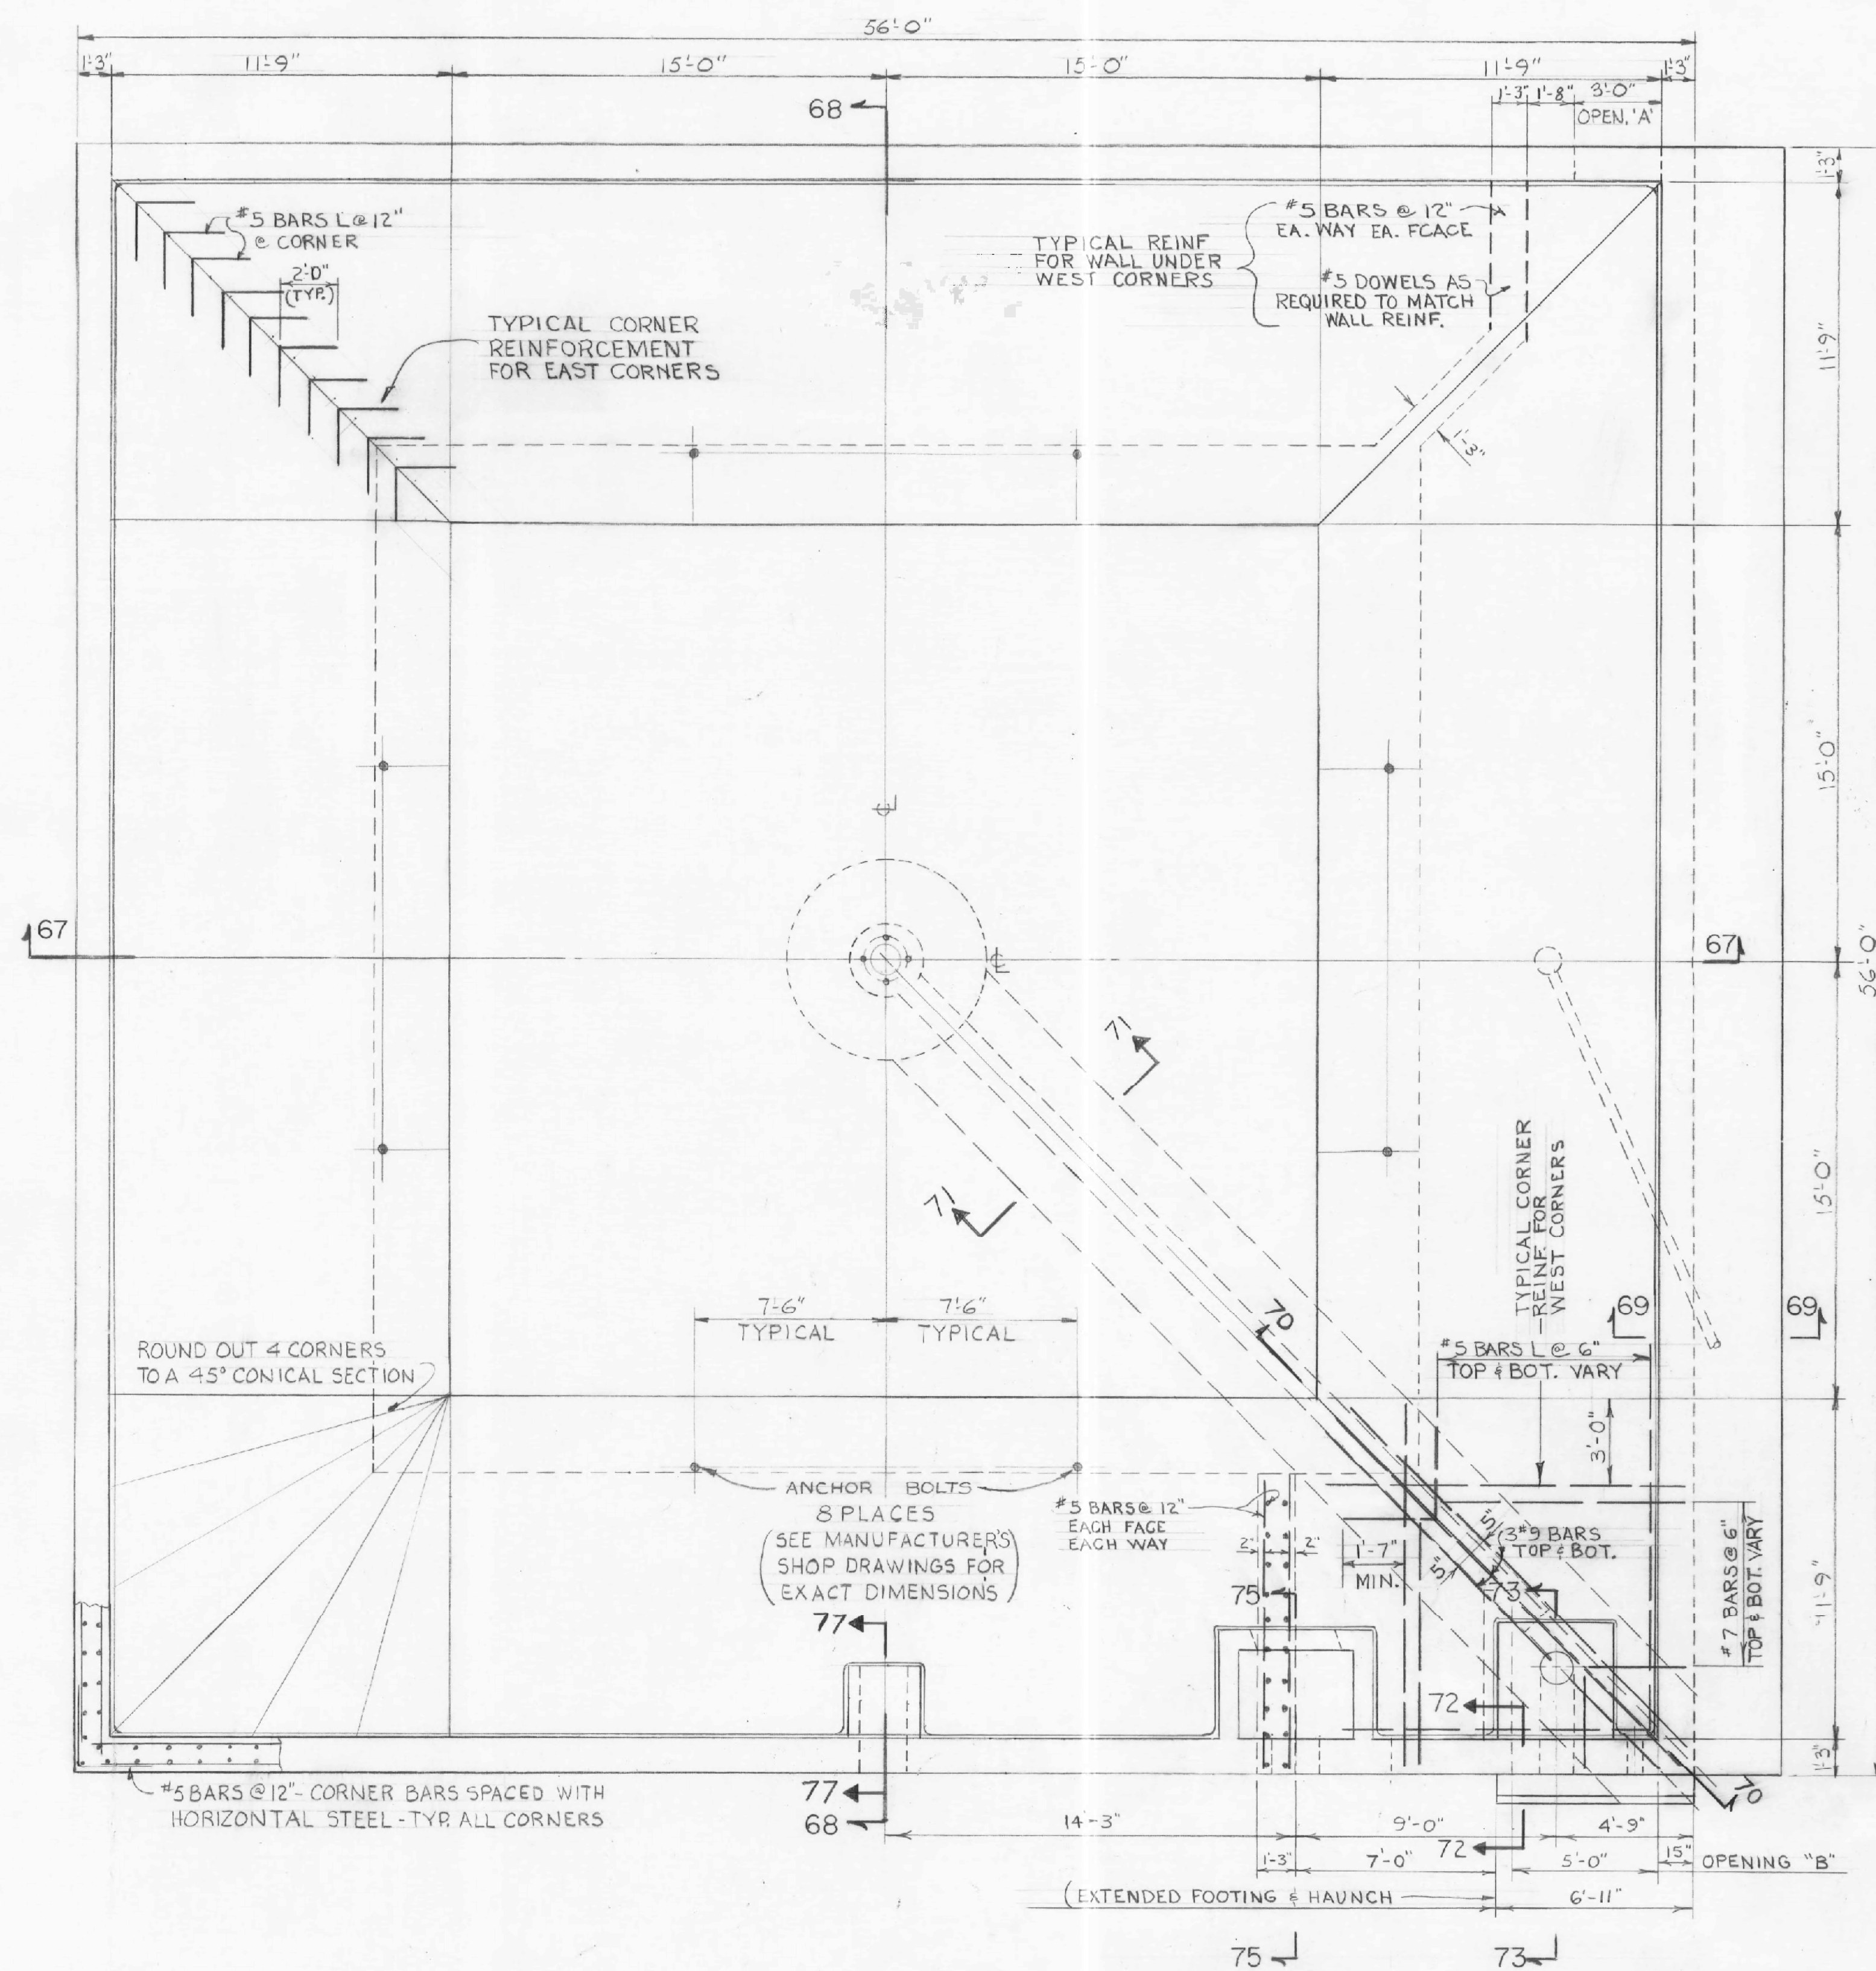 56'-0"
1'-3" 11'-9" 15'-0" 15'-0" 11'-9" 1'-3"
1'-3" 1'-8" 3'-0"
OPEN. 'A'
68
1'-3"
#5 BARS L @ 12"
@ CORNER
2'-0"
(TYP.)
TYPICAL CORNER
REINFORCEMENT
FOR EAST CORNERS
TYPICAL REINF
FOR WALL UNDER
WEST CORNERS
#5 BARS @ 12"
EA. WAY EA. FCACE
#5 DOWELS AS
REQUIRED TO MATCH
WALL REINF.
11'-9"
1'-3"
15'-0"
℄
67
℄
67
56'-0"
71
71
15'-0"
TYPICAL CORNER
REINF. FOR
WEST CORNERS
7'-6" 7'-6"
TYPICAL TYPICAL
70
69
69
ROUND OUT 4 CORNERS
TO A 45° CONICAL SECTION
#5 BARS L @ 6"
TOP & BOT. VARY
3'-0"
ANCHOR BOLTS
8 PLACES
(SEE MANUFACTURER'S
SHOP DRAWINGS FOR
EXACT DIMENSIONS)
#5 BARS @ 12"
EACH FACE
EACH WAY
2" 2"
1'-7"
MIN.
5"
5"
3 #9 BARS
TOP & BOT.
#7 BARS @ 6"
TOP & BOT. VARY
11'-9"
75
73
77
72
1'-3"
#5 BARS @ 12" - CORNER BARS SPACED WITH
HORIZONTAL STEEL - TYP. ALL CORNERS
77
68
70
14'-3" 9'-0" 4'-9"
72
1'-3" 7'-0" 5'-0" 15" OPENING "B"
(EXTENDED FOOTING & HAUNCH 6'-11"
75
73